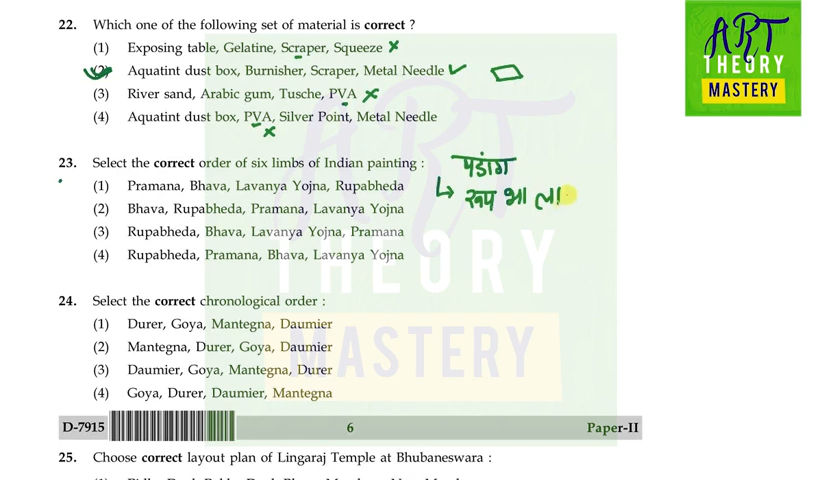 ART
THEORY
MASTERY
22. Which one of the following set of material is correct ?
(1) Exposing table, Gelatine, Scraper, Squeeze
(2) Aquatint dust box, Burnisher, Scraper, Metal Needle
(3) River sand, Arabic gum, Tusche, PVA
(4) Aquatint dust box, PVA, Silver Point, Metal Needle
23. Select the correct order of six limbs of Indian painting :
षडांग
(1) Pramana, Bhava, Lavanya Yojna, Rupabheda
रूप भा ला
(2) Bhava, Rupabheda, Pramana, Lavanya Yojna
(3) Rupabheda, Bhava, Lavanya Yojna, Pramana
(4) Rupabheda, Pramana, Bhava, Lavanya Yojna
ART
THEORY
MASTERY
24. Select the correct chronological order :
(1) Durer, Goya, Mantegna, Daumier
(2) Mantegna, Durer, Goya, Daumier
(3) Daumier, Goya, Mantegna, Durer
(4) Goya, Durer, Daumier, Mantegna
D-7915 6 Paper-II
25. Choose correct layout plan of Lingaraj Temple at Bhubaneswara :